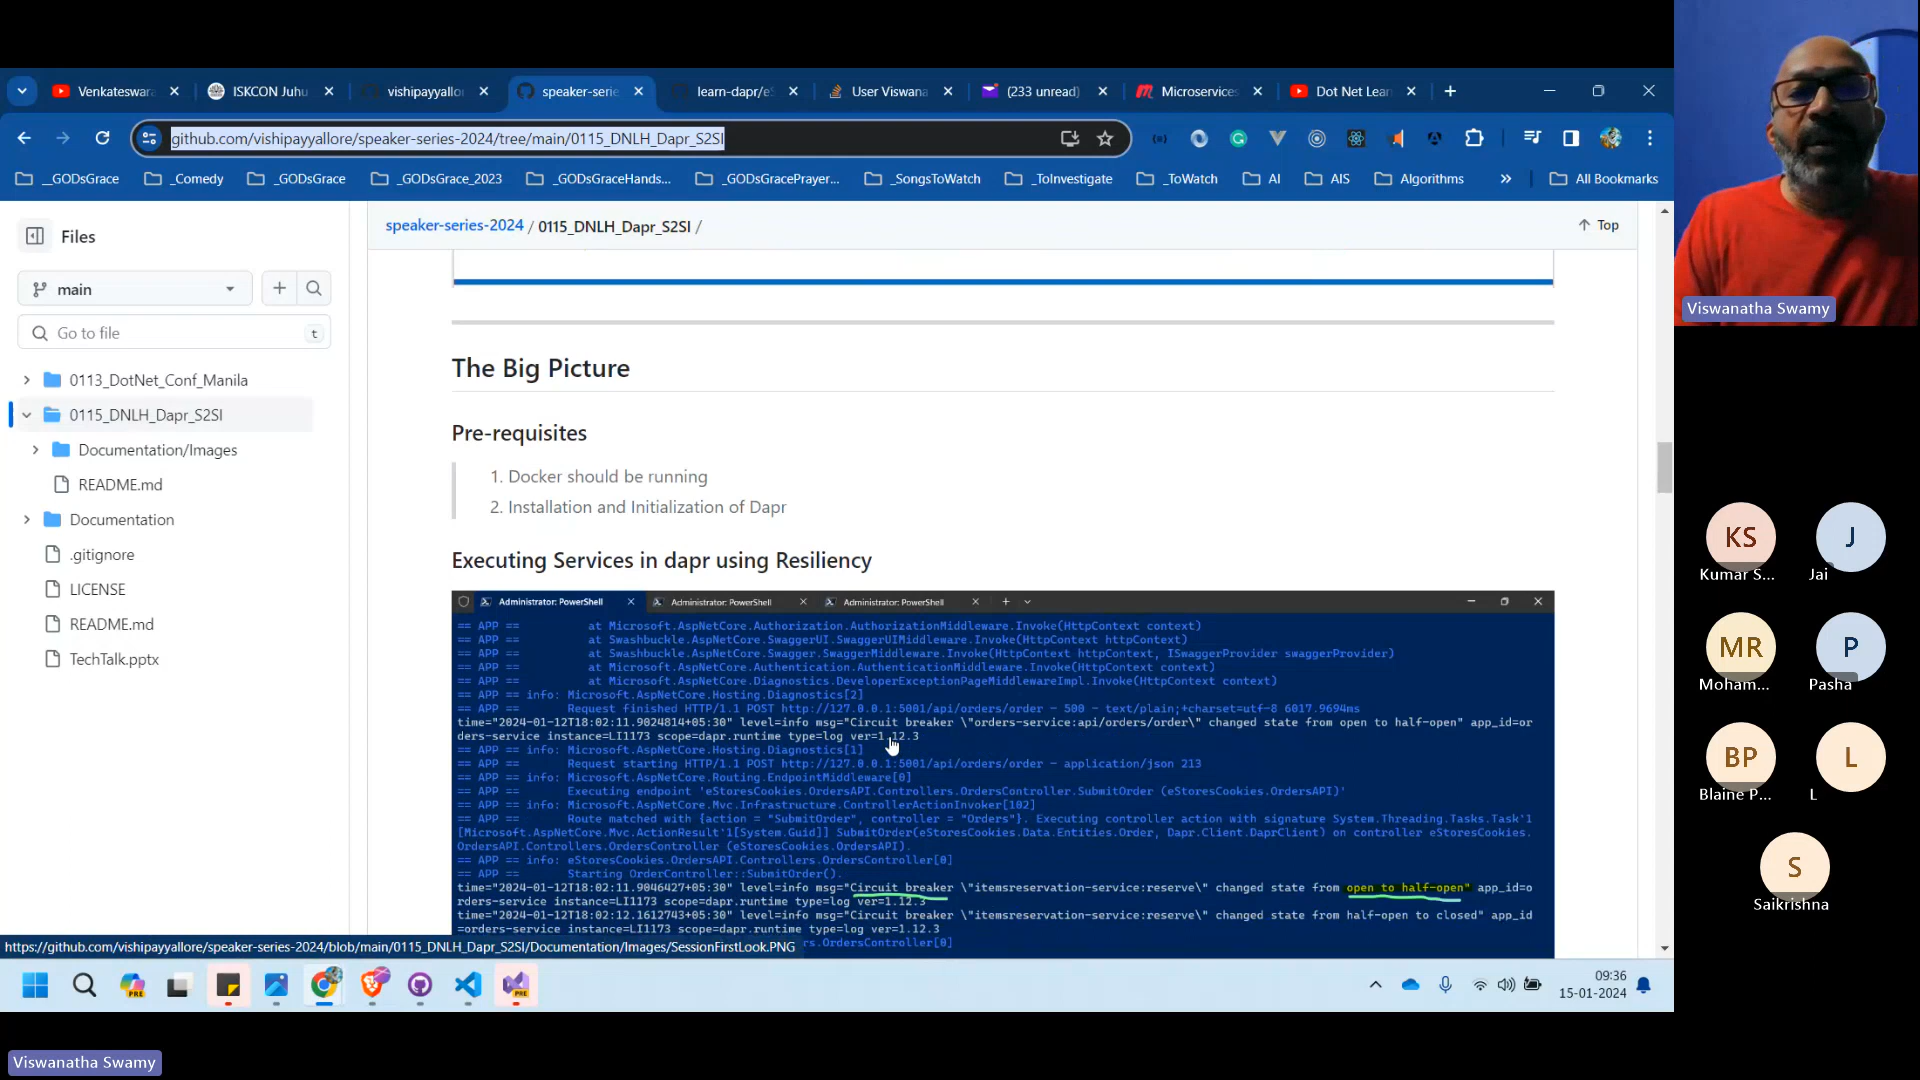 Venkateswara
ISKCON Juhu
vishipayyallo
speaker-serie
learn-dapr/eS
User Viswana
(233 unread)
Microservices
Dot Net Lear
github.com/vishipayyallore/speaker-series-2024/tree/main/0115_DNLH_Dapr_S2SI
__GODsGrace
_Comedy
_GODsGrace
_GODsGrace_2023
_GODsGraceHands...
_GODsGracePrayer...
_SongsToWatch
_ToInvestigate
_ToWatch
AI
AIS
Algorithms
»
All Bookmarks
Files
main
Go to file
t
0113_DotNet_Conf_Manila
0115_DNLH_Dapr_S2SI
Documentation/Images
README.md
Documentation
.gitignore
LICENSE
README.md
TechTalk.pptx
speaker-series-2024 / 0115_DNLH_Dapr_S2SI /
Top
The Big Picture
Pre-requisites
1. Docker should be running
2. Installation and Initialization of Dapr
Executing Services in dapr using Resiliency
Administrator: PowerShell
Administrator: PowerShell
Administrator: PowerShell
== APP == at Microsoft.AspNetCore.Authorization.AuthorizationMiddleware.Invoke(HttpContext context)
== APP == at Swashbuckle.AspNetCore.SwaggerUI.SwaggerUIMiddleware.Invoke(HttpContext httpContext)
== APP == at Swashbuckle.AspNetCore.Swagger.SwaggerMiddleware.Invoke(HttpContext httpContext, ISwaggerProvider swaggerProvider)
== APP == at Microsoft.AspNetCore.Authentication.AuthenticationMiddleware.Invoke(HttpContext context)
== APP == at Microsoft.AspNetCore.Diagnostics.DeveloperExceptionPageMiddlewareImpl.Invoke(HttpContext context)
== APP == info: Microsoft.AspNetCore.Hosting.Diagnostics[2]
== APP == Request finished HTTP/1.1 POST http://127.0.0.1:5001/api/orders/order - 500 - text/plain;+charset=utf-8 6017.9694ms
time="2024-01-12T18:02:11.9024814+05:30" level=info msg="Circuit breaker \"orders-service:api/orders/order\" changed state from open to half-open" app_id=o
rders-service instance=LI1173 scope=dapr.runtime type=log ver=1.12.3
== APP == info: Microsoft.AspNetCore.Hosting.Diagnostics[1]
== APP == Request starting HTTP/1.1 POST http://127.0.0.1:5001/api/orders/order - application/json 213
== APP == info: Microsoft.AspNetCore.Routing.EndpointMiddleware[0]
== APP == Executing endpoint 'eStoresCookies.OrdersAPI.Controllers.OrdersController.SubmitOrder (eStoresCookies.OrdersAPI)'
== APP == info: Microsoft.AspNetCore.Mvc.Infrastructure.ControllerActionInvoker[102]
== APP == Route matched with {action = "SubmitOrder", controller = "Orders"}. Executing controller action with signature System.Threading.Tasks.Task`1
[Microsoft.AspNetCore.Mvc.ActionResult`1[System.Guid]] SubmitOrder(eStoresCookies.Data.Entities.Order, Dapr.Client.DaprClient) on controller eStoresCookies.
OrdersAPI.Controllers.OrdersController (eStoresCookies.OrdersAPI).
== APP == info: eStoresCookies.OrdersAPI.Controllers.OrdersController[0]
== APP == Starting OrderController::SubmitOrder().
time="2024-01-12T18:02:11.9046427+05:30" level=info msg="Circuit breaker \"itemsreservation-service:reserve\" changed state from open to half-open" app_id=o
rders-service instance=LI1173 scope=dapr.runtime type=log ver=1.12.3
time="2024-01-12T18:02:12.1612743+05:30" level=info msg="Circuit breaker \"itemsreservation-service:reserve\" changed state from half-open to closed" app_id
=orders-service instance=LI1173 scope=dapr.runtime type=log ver=1.12.3
rs.OrdersController[0]
https://github.com/vishipayyallore/speaker-series-2024/blob/main/0115_DNLH_Dapr_S2SI/Documentation/Images/SessionFirstLook.PNG
PRE
PRE
09:36
15-01-2024
Viswanatha Swamy
KS
Kumar S...
J
Jai
MR
Moham...
P
Pasha
BP
Blaine P...
L
L
S
Saikrishna
Viswanatha Swamy